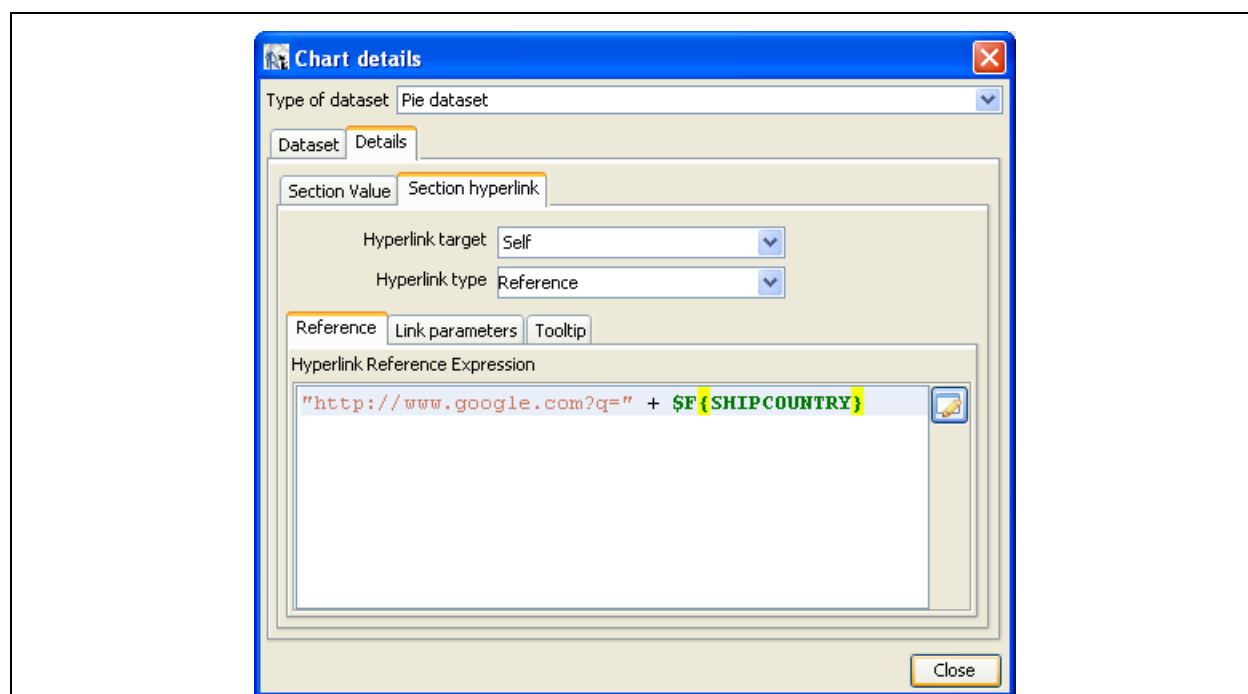 Chart details
Type of dataset Pie dataset
Dataset Details
Section Value Section hyperlink
Hyperlink target Self
Hyperlink type Reference
Reference Link parameters Tooltip
Hyperlink Reference Expression
"http://www.google.com?q=" + $F{SHIPCOUNTRY}
Close